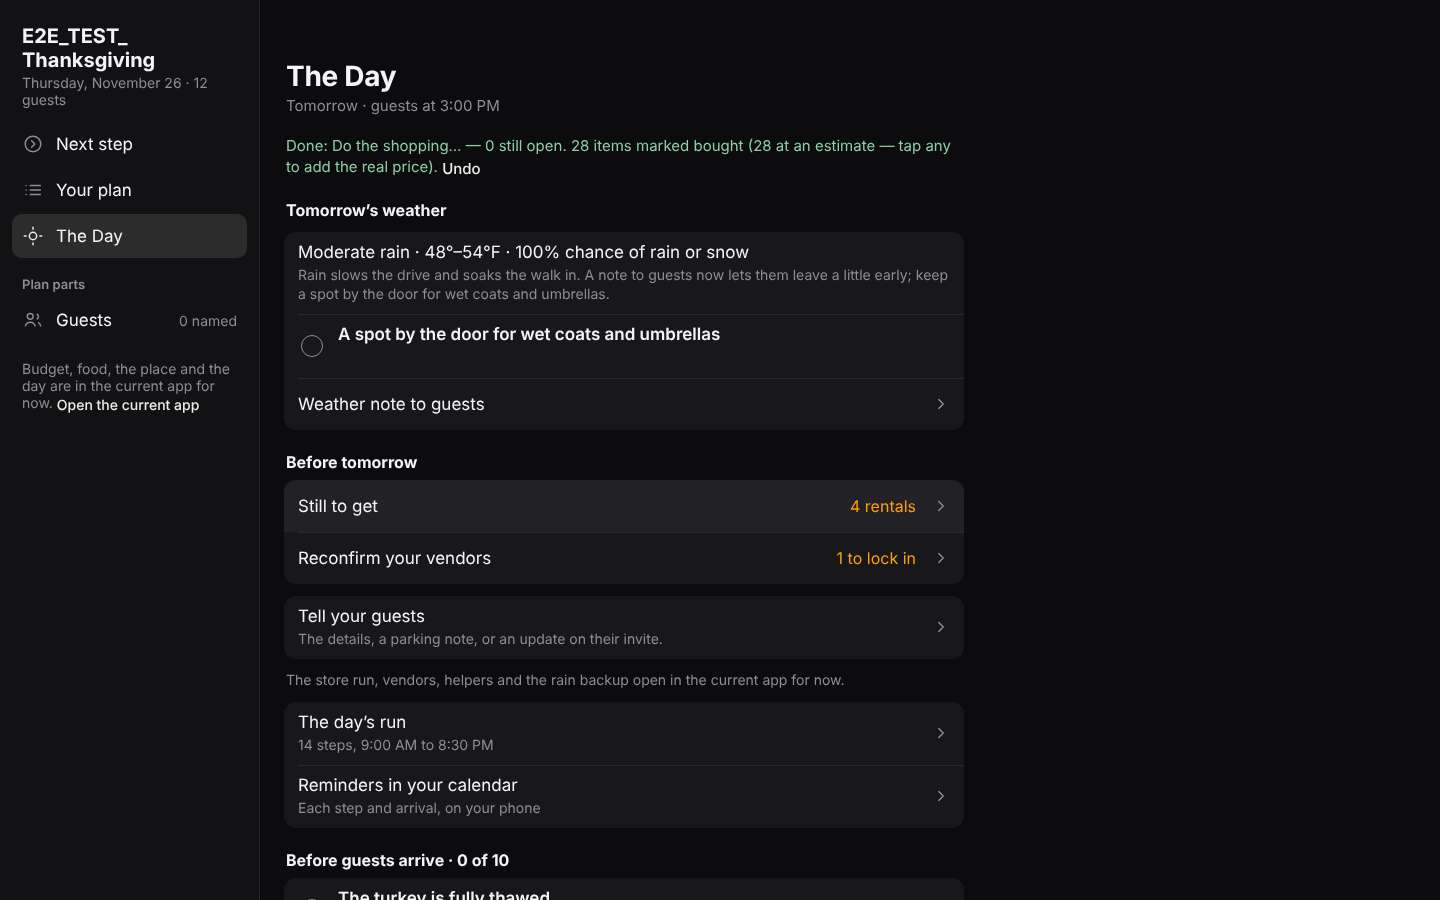 E2E_TEST_
Thanksgiving
Thursday, November 26 · 12
guests
Next step
Your plan
The Day
Plan parts
Guests
0 named
Budget, food, the place and the
day are in the current app for
now. Open the current app
The Day
Tomorrow · guests at 3:00 PM
Done: Do the shopping... — 0 still open. 28 items marked bought (28 at an estimate — tap any
to add the real price). Undo
Tomorrow’s weather
Moderate rain · 48°–54°F · 100% chance of rain or snow
Rain slows the drive and soaks the walk in. A note to guests now lets them leave a little early; keep
a spot by the door for wet coats and umbrellas.
A spot by the door for wet coats and umbrellas
Weather note to guests
Before tomorrow
Still to get
4 rentals
Reconfirm your vendors
1 to lock in
Tell your guests
The details, a parking note, or an update on their invite.
The store run, vendors, helpers and the rain backup open in the current app for now.
The day’s run
14 steps, 9:00 AM to 8:30 PM
Reminders in your calendar
Each step and arrival, on your phone
Before guests arrive · 0 of 10
The turkey is fully thawed